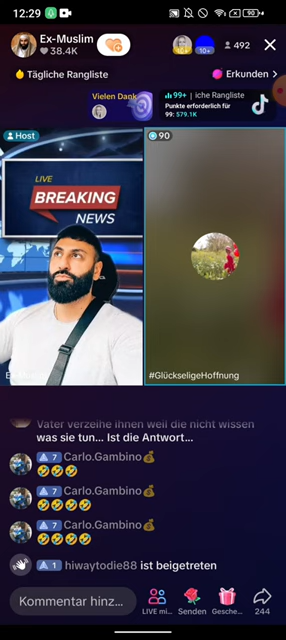 12:29
90
Ex-Muslim
38.4K
10+
492
Tägliche Rangliste
Erkunden >
Vielen Dank
99+ | iche Rangliste
Punkte erforderlich für
99: 579.1K
Host
90
LIVE
BREAKING
NEWS
#GlückseligeHoffnung
Vater verzeihe ihnen weil die nicht wissen
was sie tun... Ist die Antwort...
7 Carlo.Gambino💰
🤣🤣🤣🤣
7 Carlo.Gambino💰
🤣🤣🤣🤣
7 Carlo.Gambino💰
🤣🤣🤣🤣
1 hiwaytodie88 ist beigetreten
Kommentar hinz...
LIVE mi...
Senden
Gesche...
244